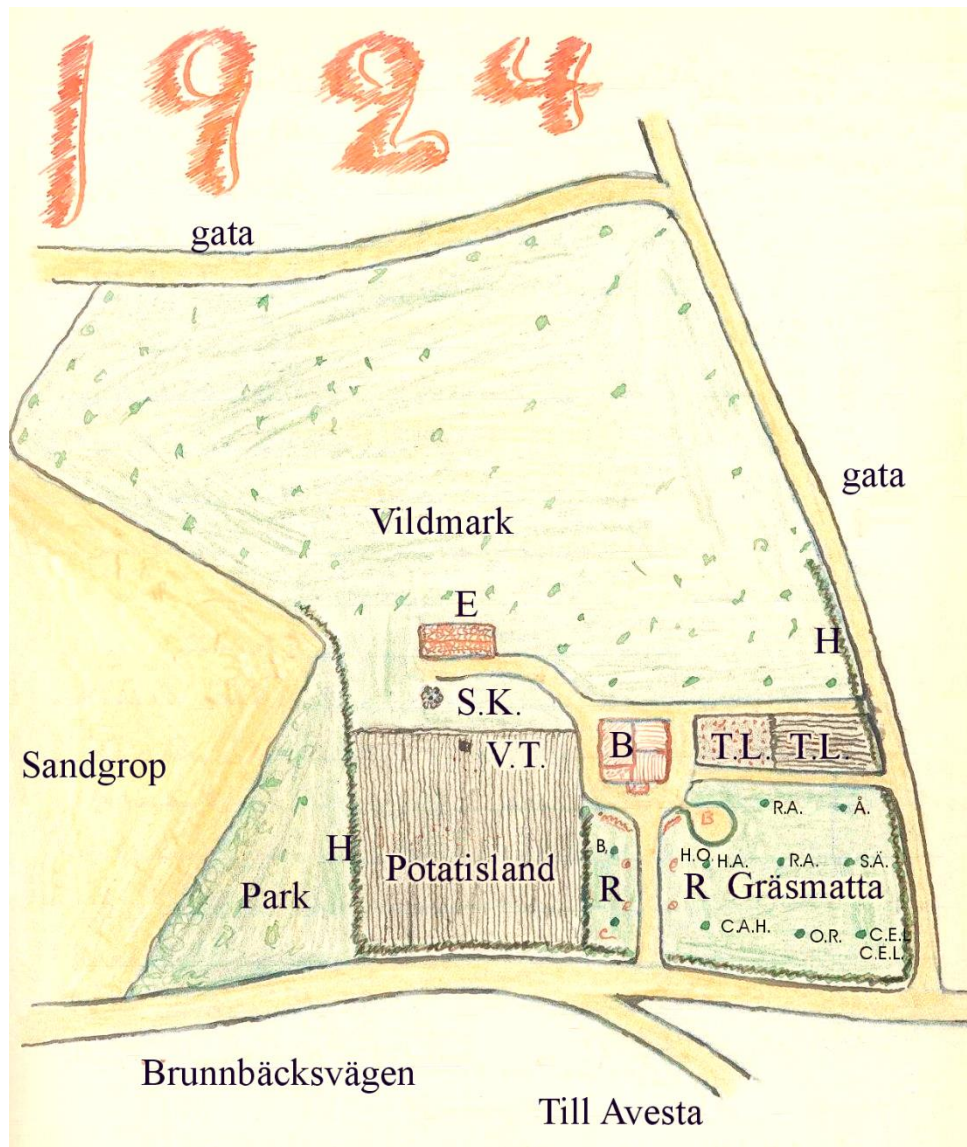 1924
gata
gata
Vildmark
E
H
S.K.
B
T.L. T.L.
V.T.
Sandgrop
B
R.A. Å.
H
B,
H.O. H.A. R.A. S.Ä.
Potatisland
R
R Gräsmatta
Park
C.A.H. O.R. C.E.L
C.E.L.
Brunnbäcksvägen
Till Avesta